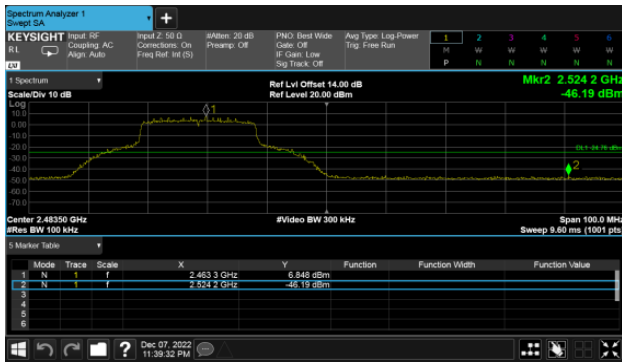 Spectrum Analyzer 1
Swept SA
+
KEYSIGHT
RL
Input: RF
Coupling: AC
Align: Auto
Input Z: 50 Ω
Corrections: On
Freq Ref: Int (S)
#Atten: 20 dB
Preamp: Off
PNO: Best Wide
Gate: Off
IF Gain: Low
Sig Track: Off
Avg Type: Log-Power
Trig: Free Run
1 2 3 4 5 6
M W W W W W
P N N N N N
1 Spectrum
Scale/Div 10 dB
Ref Lvl Offset 14.00 dB
Ref Level 20.00 dBm
Mkr2 2.524 2 GHz
-46.19 dBm
Log
10.0
0.00
-10.0
-20.0
-30.0
-40.0
-50.0
-60.0
-70.0
1
2
Center 2.48350 GHz
#Res BW 100 kHz
#Video BW 300 kHz
Span 100.0 MHz
Sweep 9.60 ms (1001 pts)
5 Marker Table
Mode Trace Scale X Y Function Function Width Function Value
1 N 1 f 2.463 3 GHz 6.848 dBm
2 N 1 f 2.524 2 GHz -46.19 dBm
3
4
5
6
?
Dec 07, 2022
11:39:32 PM